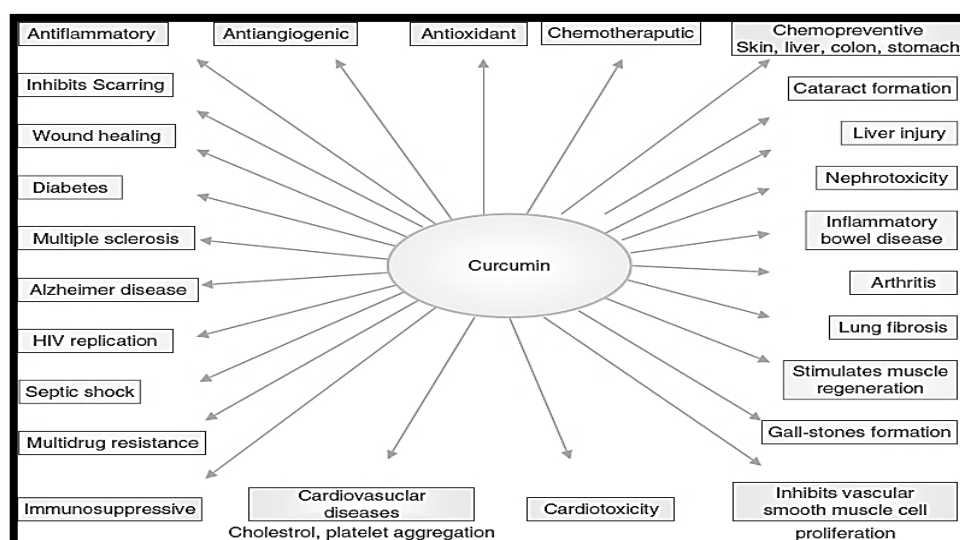 Antiflammatory
Antiangiogenic
Antioxidant
Chemotheraputic
Chemopreventive
Skin, liver, colon, stomach
Inhibits Scarring
Cataract formation
Wound healing
Liver injury
Diabetes
Nephrotoxicity
Multiple sclerosis
Inflammatory
bowel disease
Curcumin
Alzheimer disease
Arthritis
HIV replication
Lung fibrosis
Septic shock
Stimulates muscle
regeneration
Multidrug resistance
Gall-stones formation
Immunosuppressive
Cardiovasuclar
diseases
Cholestrol, platelet aggregation
Cardiotoxicity
Inhibits vascular
smooth muscle cell
proliferation